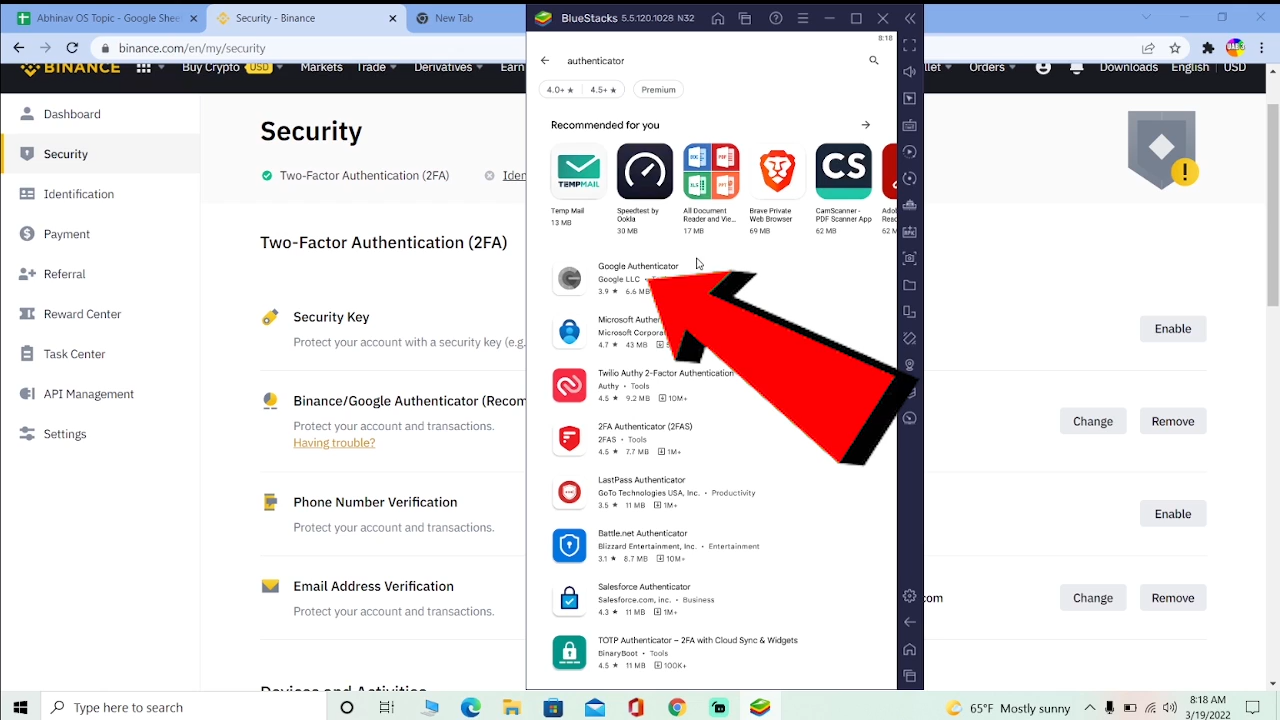 Abhinav OS Topic - Google Shee
Security - Binance
New Tab
binance.com/en/my/security
BINANCE
Buy Crypto
USD
Orders
Downloads
English
USD
Dashboard
Security
Identification
Payment
Referral
Reward Center
Task Center
API Management
Settings
Security
Two-Factor Authentication (2FA)
Two-Factor Authentication (2FA)
Security Key
Protect your account with a security key (e.g.
Enable
Binance/Google Authenticator (Recom
Protect your account and transactions.
Having trouble?
Change
Remove
Phone Number Verification
Protect your account and transactions.
Enable
Email Address Verification
Protect your account and transactions.
Change
Remove
BlueStacks 5.5.120.1028 N32
8:18
authenticator
4.0+ ★
4.5+ ★
Premium
Recommended for you
DOC
PDF
XLS
PPT
TEMPMAIL
CS
Temp Mail
13 MB
Speedtest by
Ookla
30 MB
All Document
Reader and Vie...
17 MB
Brave Private
Web Browser
69 MB
CamScanner -
PDF Scanner App
62 MB
Google Authenticator
Google LLC
3.9 ★ 6.6 MB
Microsoft
4.7 ★ 43 MB
Twilio Authy 2-Factor Authentication
Authy • Tools
4.5 ★ 9.2 MB 10M+
2FA Authenticator (2FAS)
2FAS • Tools
4.5 ★ 7.7 MB 1M+
LastPass Authenticator
GoTo Technologies USA, Inc. • Productivity
3.5 ★ 11 MB 1M+
Battle.net Authenticator
Blizzard Entertainment, Inc. • Entertainment
3.1 ★ 8.7 MB 10M+
Salesforce Authenticator
Salesforce.com, inc. • Business
4.3 ★ 11 MB 1M+
TOTP Authenticator – 2FA with Cloud Sync & Widgets
BinaryBoot • Tools
4.5 ★ 11 MB 100K+
Type here to search
65°F Mostly sunny
8:18 AM
3/19/2022